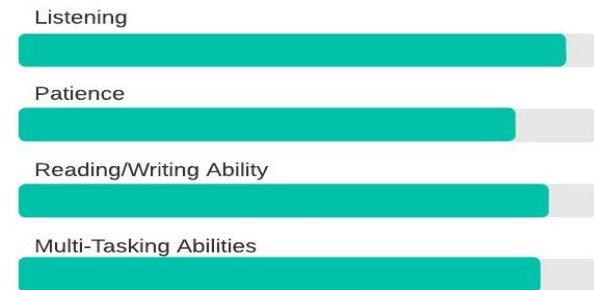 Listening
Patience
Reading/Writing Ability
Multi-Tasking Abilities